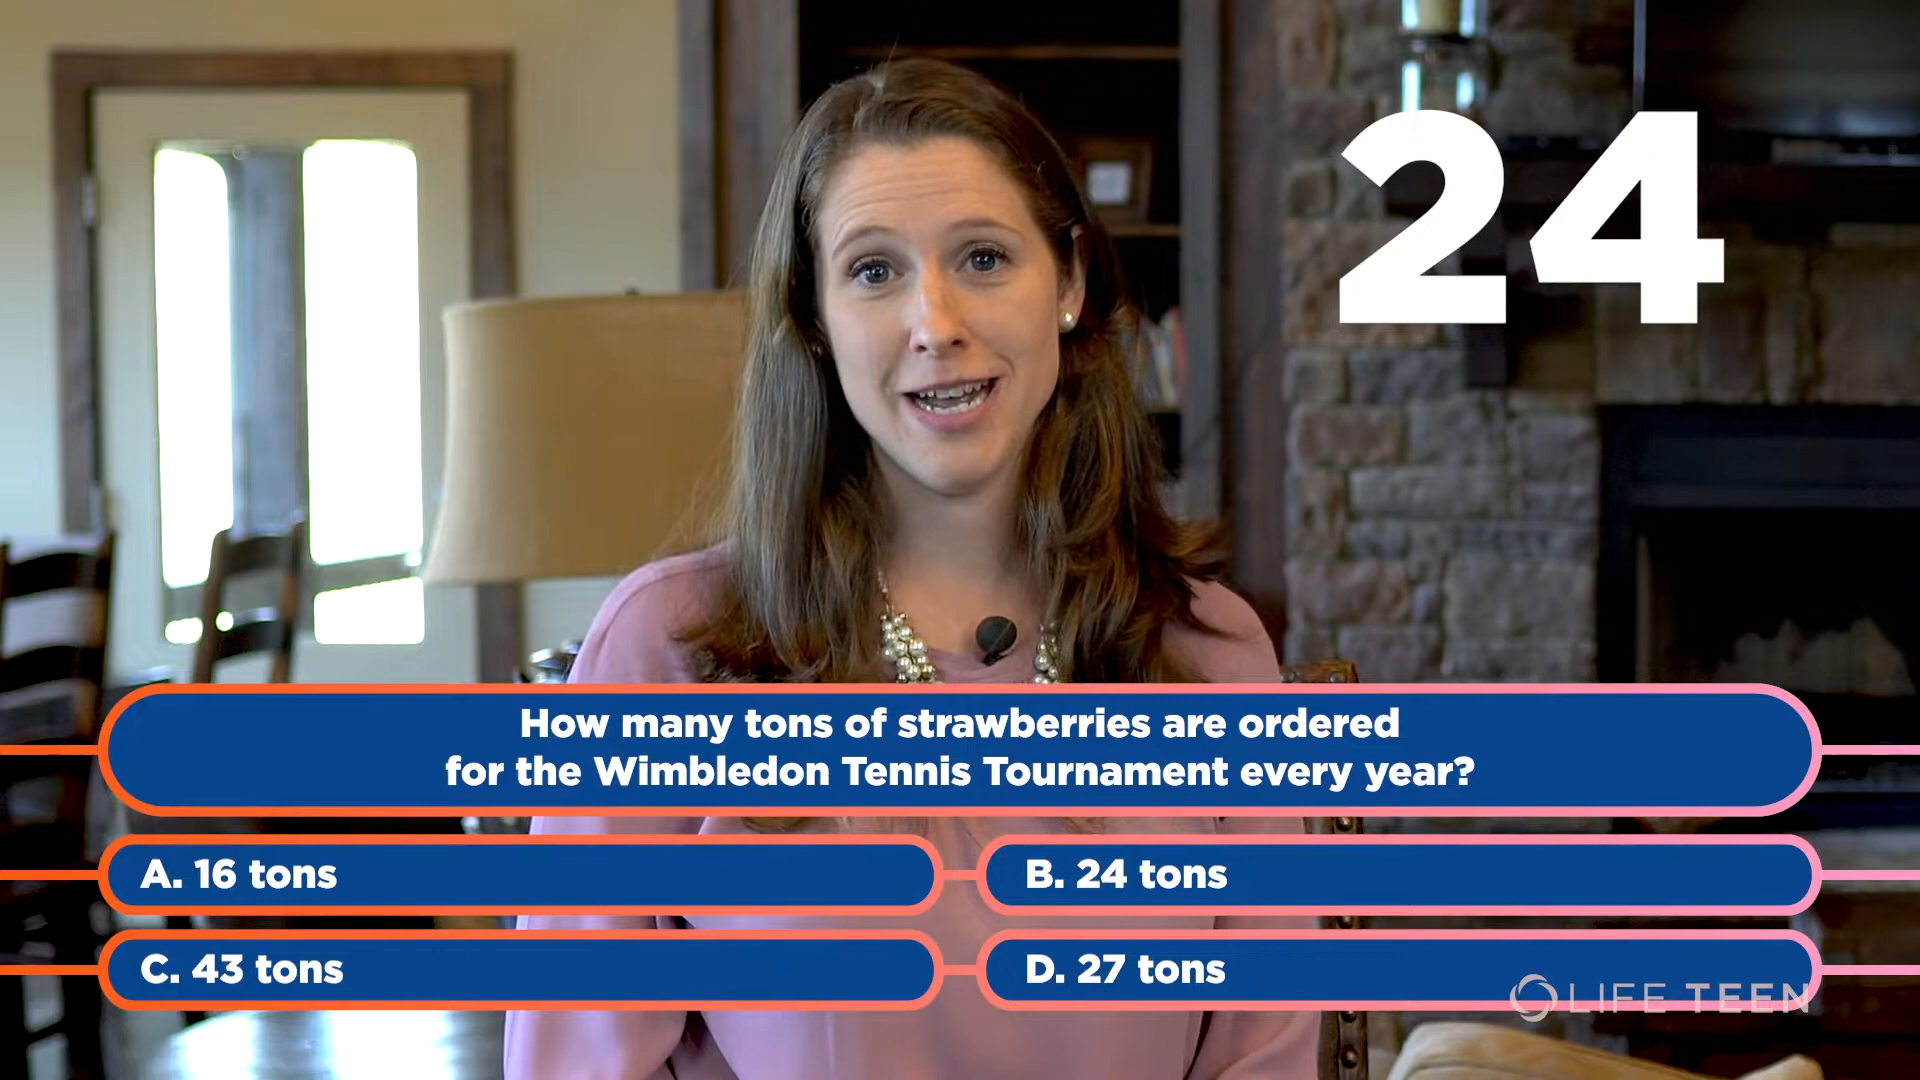 24
How many tons of strawberries are ordered
for the Wimbledon Tennis Tournament every year?
A. 16 tons
B. 24 tons
C. 43 tons
D. 27 tons
LIFE TEEN